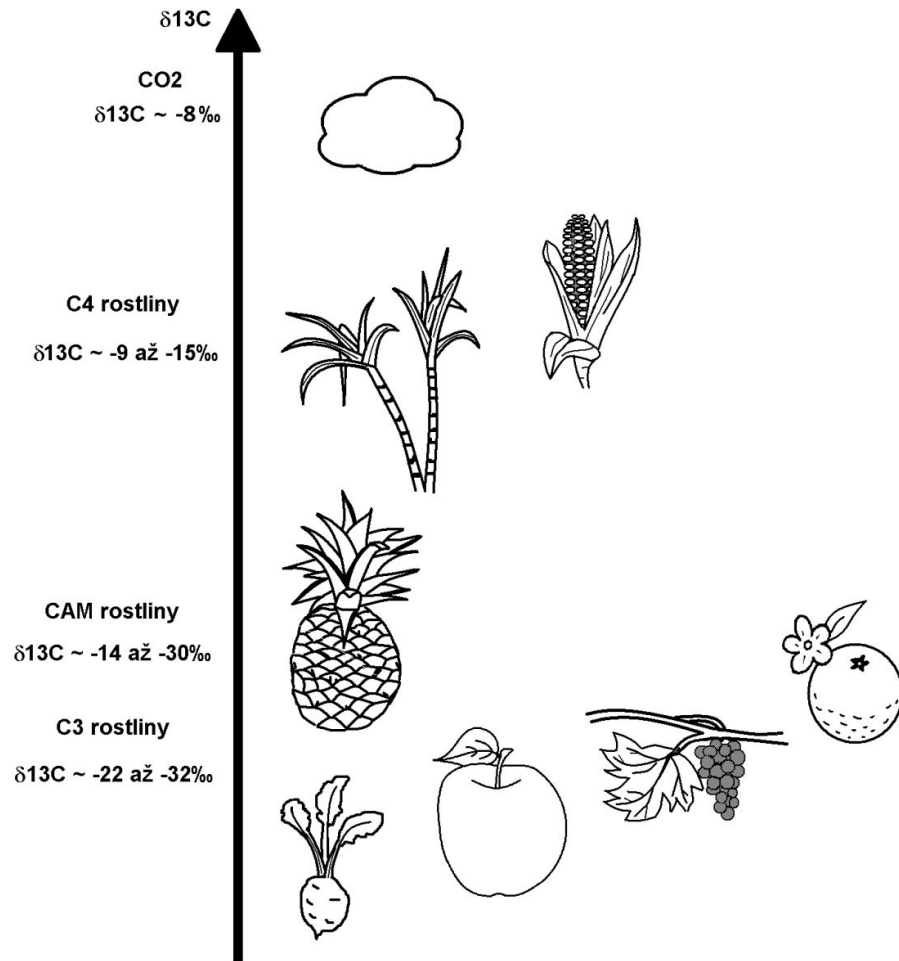 δ13C
CO2
δ13C ~ -8‰
C4 rostliny
δ13C ~ -9 až -15‰
CAM rostliny
δ13C ~ -14 až -30‰
C3 rostliny
δ13C ~ -22 až -32‰